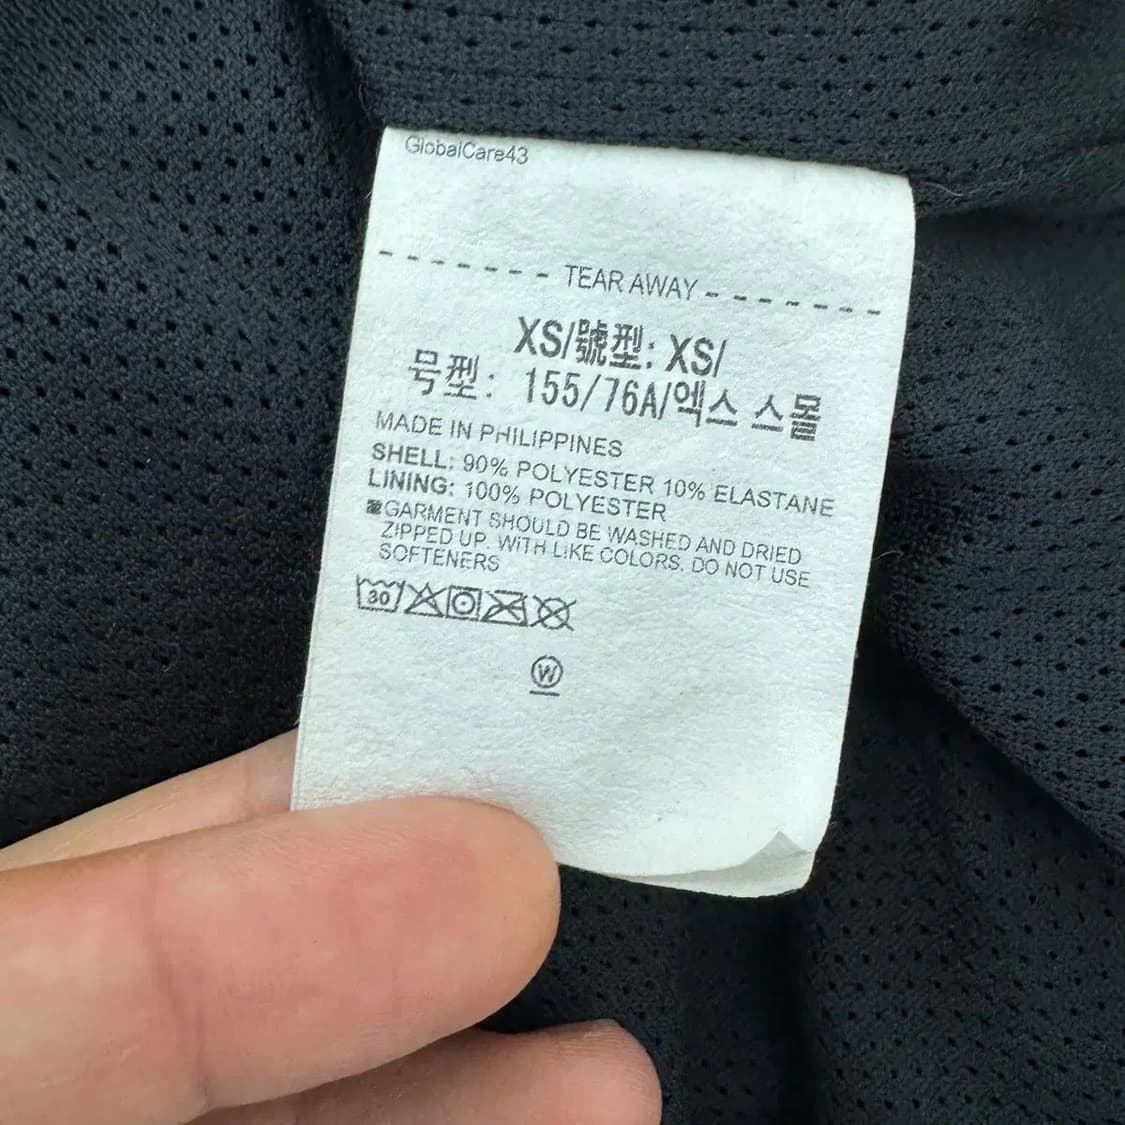 GlobalCare43
TEAR AWAY
XS/號型: XS/
号型: 155/76A/엑스 스몰
MADE IN PHILIPPINES
SHELL: 90% POLYESTER 10% ELASTANE
LINING: 100% POLYESTER
GARMENT SHOULD BE WASHED AND DRIED
ZIPPED UP. WITH LIKE COLORS. DO NOT USE
SOFTENERS
30
W